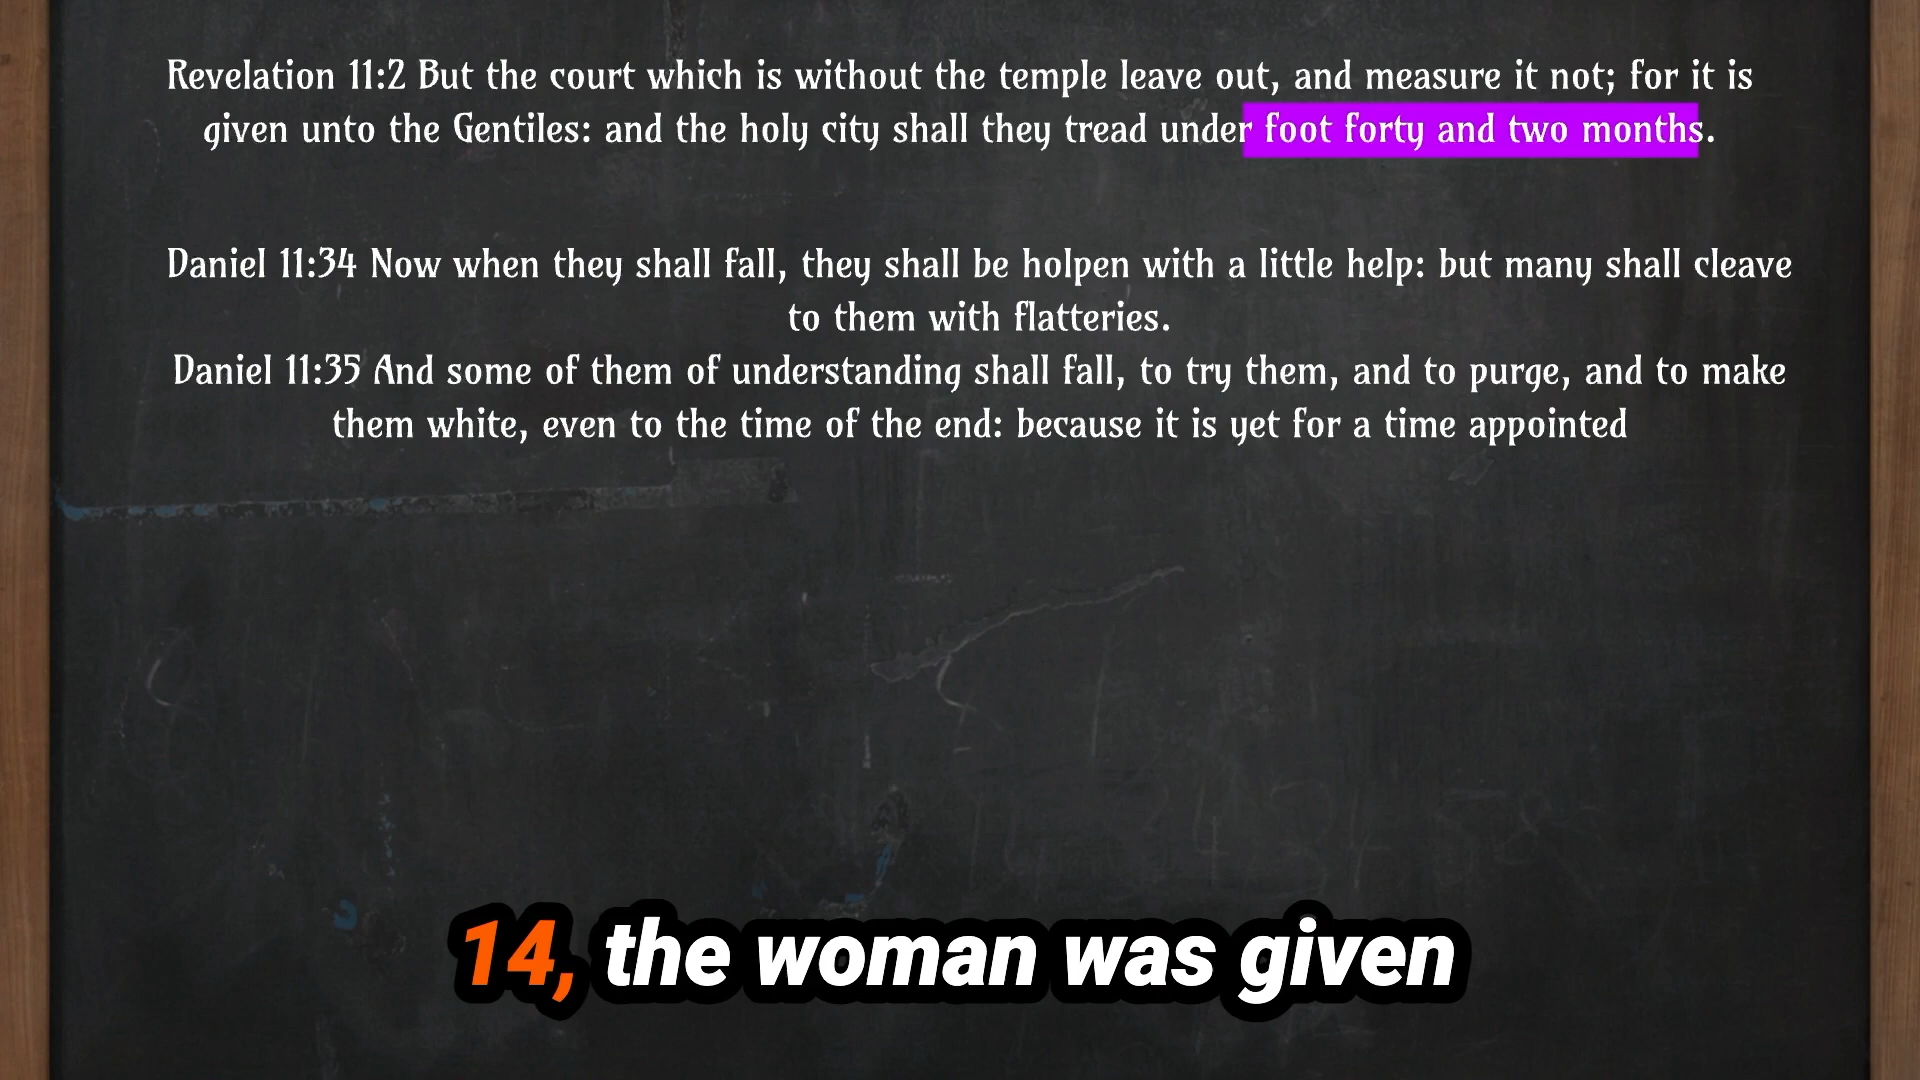 Revelation 11:2 But the court which is without the temple leave out, and measure it not; for it is
given unto the Gentiles: and the holy city shall they tread under foot forty and two months.
Daniel 11:34 Now when they shall fall, they shall be holpen with a little help: but many shall cleave
to them with flatteries.
Daniel 11:35 And some of them of understanding shall fall, to try them, and to purge, and to make
them white, even to the time of the end: because it is yet for a time appointed
14, the woman was given